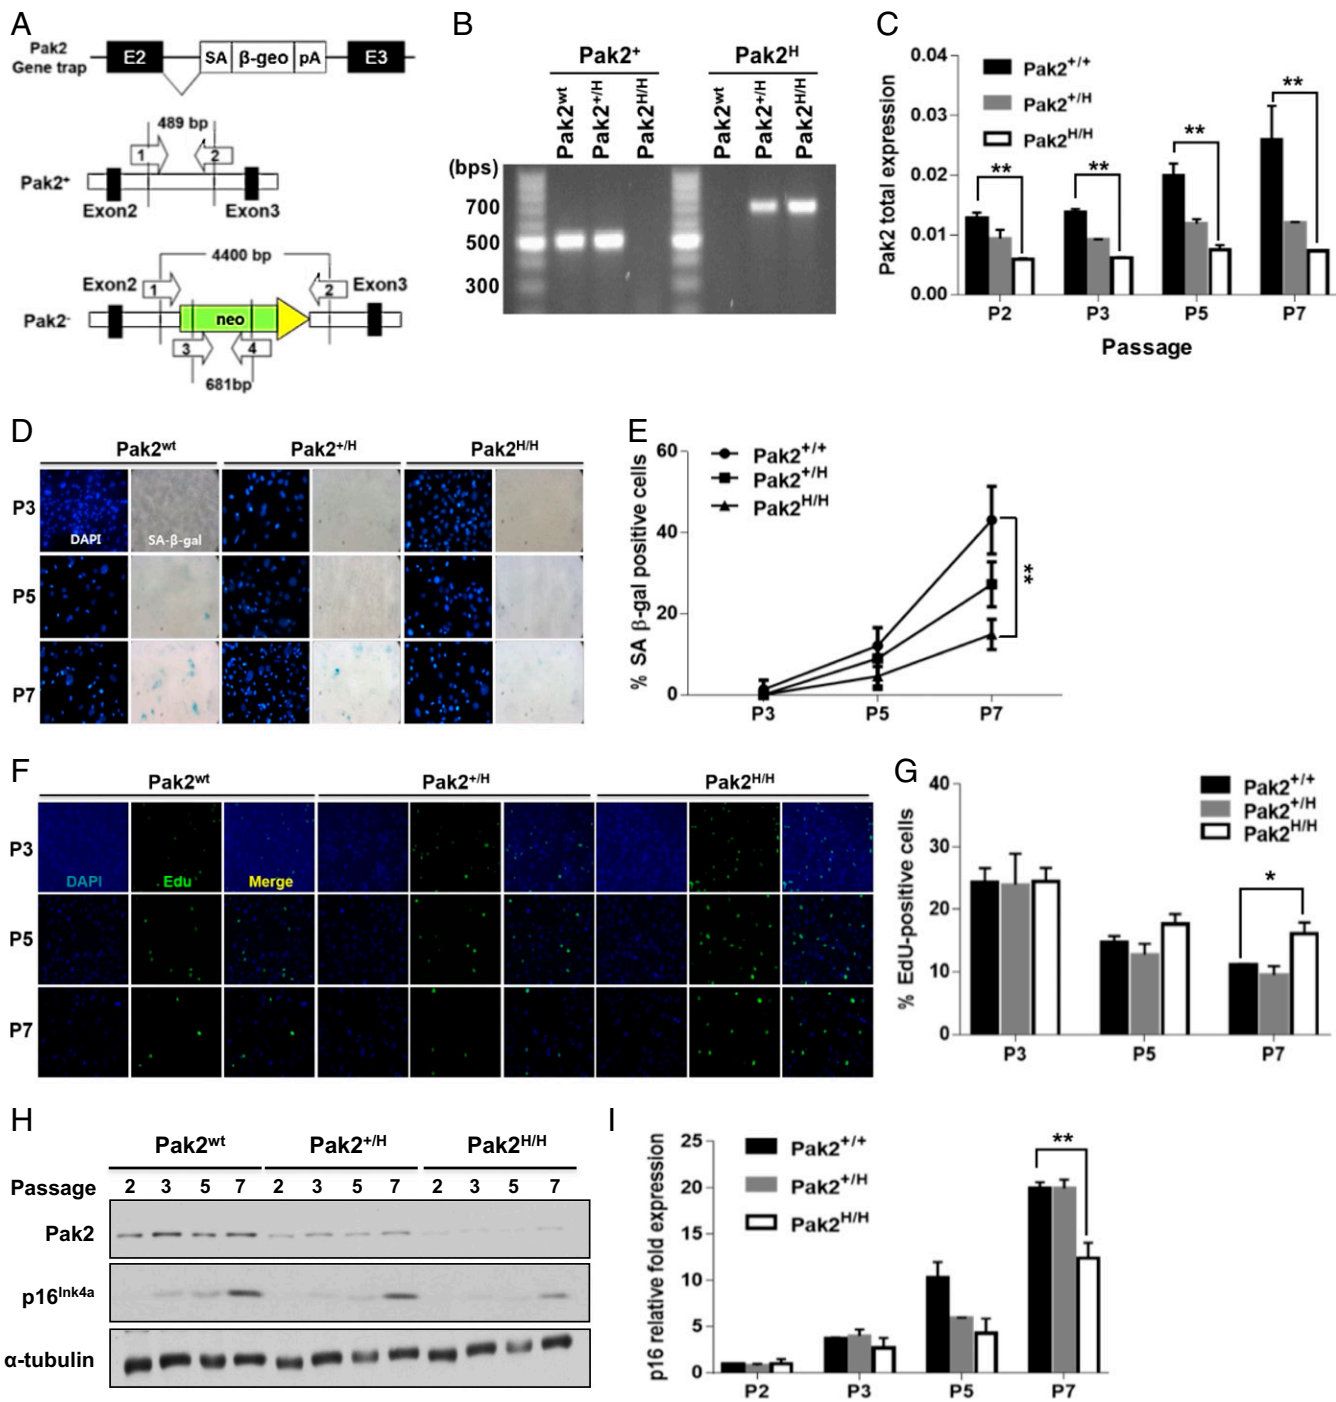 A
Pak2
Gene trap
E2
SA
β-geo
pA
E3
489 bp
1
2
Pak2⁺
Exon2
Exon3
4400 bp
Exon2
1
2
Exon3
Pak2⁻
neo
3
4
681bp
B
Pak2⁺
Pak2ᴴ
Pak2ʷᵗ
Pak2⁺/ᴴ
Pak2ᴴ/ᴴ
Pak2ʷᵗ
Pak2⁺/ᴴ
Pak2ᴴ/ᴴ
(bps)
700
500
300
C
Pak2 total expression
0.04
0.03
0.02
0.01
0.00
Pak2⁺/⁺
Pak2⁺/ᴴ
Pak2ᴴ/ᴴ
**
**
**
**
P2 P3 P5 P7
Passage
D
Pak2ʷᵗ Pak2⁺/ᴴ Pak2ᴴ/ᴴ
P3
DAPI SA-β-gal
P5
P7
E
% SA β-gal positive cells
60
40
20
0
Pak2⁺/⁺
Pak2⁺/ᴴ
Pak2ᴴ/ᴴ
**
P3 P5 P7
F
Pak2ʷᵗ Pak2⁺/ᴴ Pak2ᴴ/ᴴ
P3
DAPI Edu Merge
P5
P7
G
% EdU-positive cells
40
30
20
10
0
Pak2⁺/⁺
Pak2⁺/ᴴ
Pak2ᴴ/ᴴ
*
P3 P5 P7
H
Pak2ʷᵗ Pak2⁺/ᴴ Pak2ᴴ/ᴴ
Passage 2 3 5 7 2 3 5 7 2 3 5 7
Pak2
p16ᴵⁿᵏ⁴ᵃ
α-tubulin
I
p16 relative fold expression
25
20
15
10
5
0
Pak2⁺/⁺
Pak2⁺/ᴴ
Pak2ᴴ/ᴴ
**
P2 P3 P5 P7